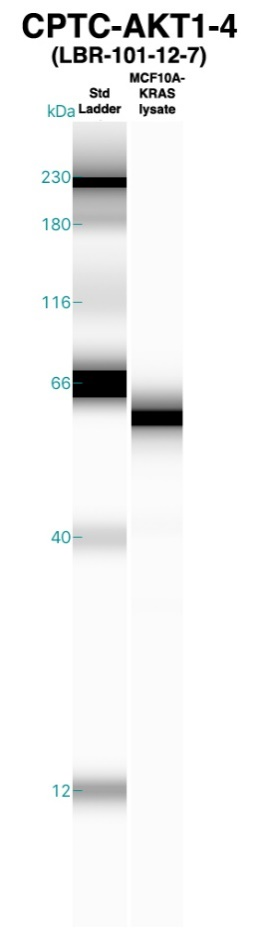 CPTC-AKT1-4
(LBR-101-12-7)
kDa
Std
Ladder
MCF10A-
KRAS
lysate
230
180
116
66
40
12